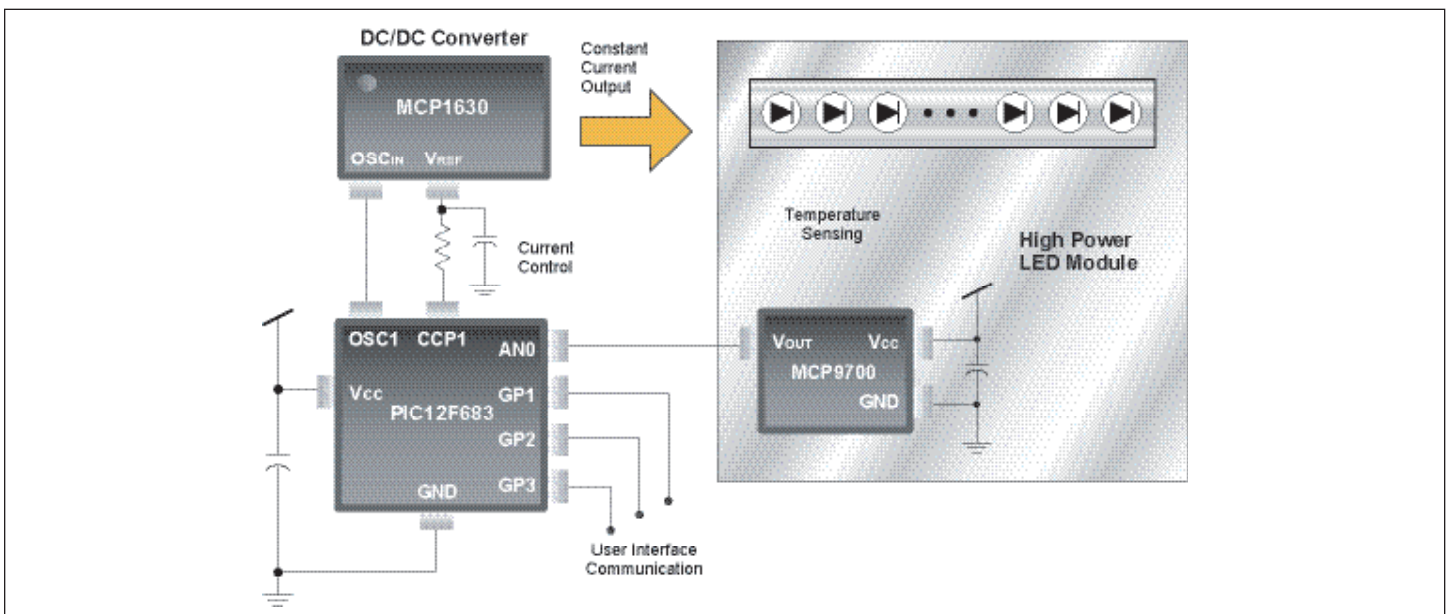 DC/DC Converter
MCP1630
OSCIN VREF
Constant
Current
Output
Current
Control
OSC1 CCP1
AN0
Vcc
GP1
PIC12F683
GP2
GP3
GND
User Interface
Communication
Temperature
Sensing
High Power
LED Module
VOUT Vcc
MCP9700
GND